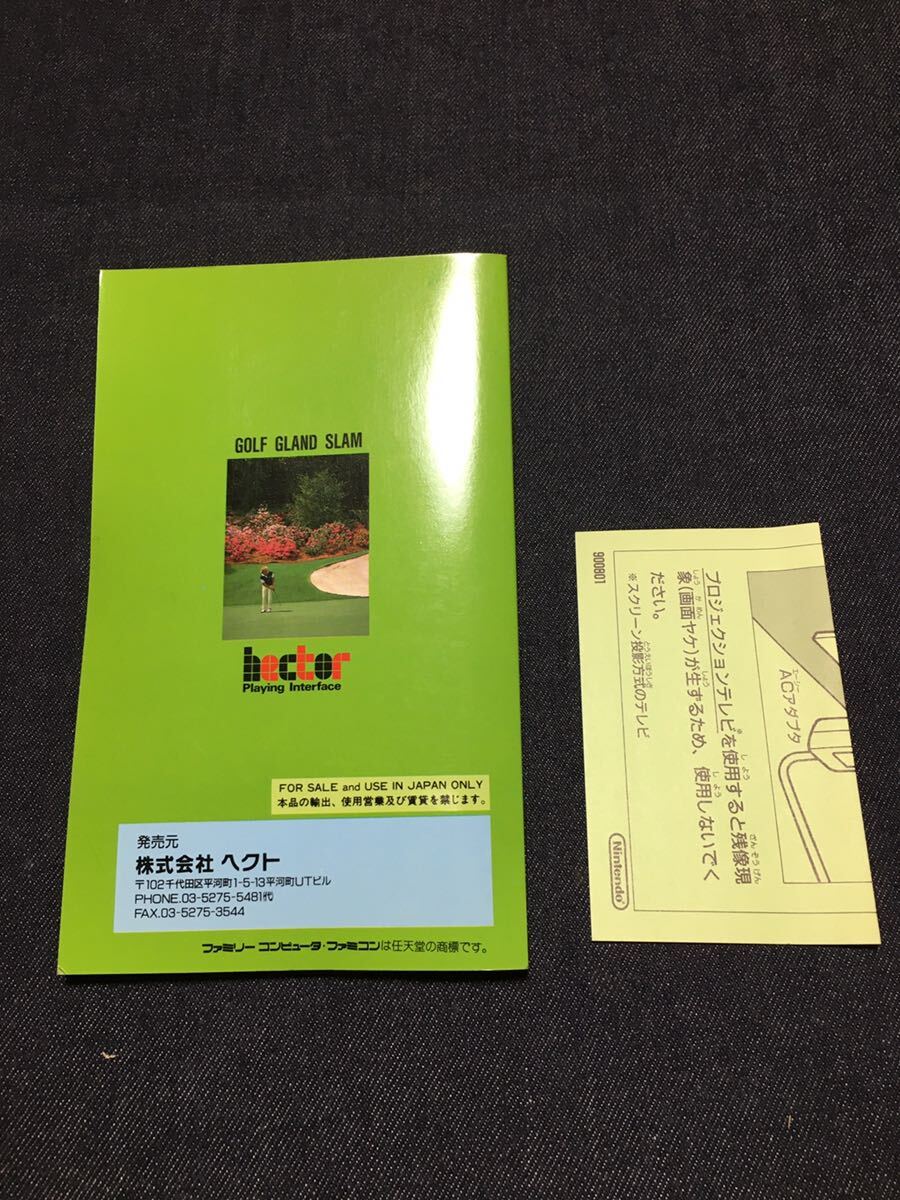 GOLF GLAND SLAM
hector
Playing Interface
FOR SALE and USE IN JAPAN ONLY
本品の輸出、使用営業及び賃貸を禁じます。
発売元
株式会社 ヘクト
〒102千代田区平河町1-5-13平河町UTビル
PHONE.03-5275-5481代
FAX.03-5275-3544
ファミリー コンピュータ・ファミコンは任天堂の商標です。
900801
プロジェクションテレビ※を使用すると残像現
象(画面ヤケ)が生ずるため、使用しないでく
ださい。
※スクリーン投影方式のテレビ
エーシー
ACアダプタ
Nintendo®